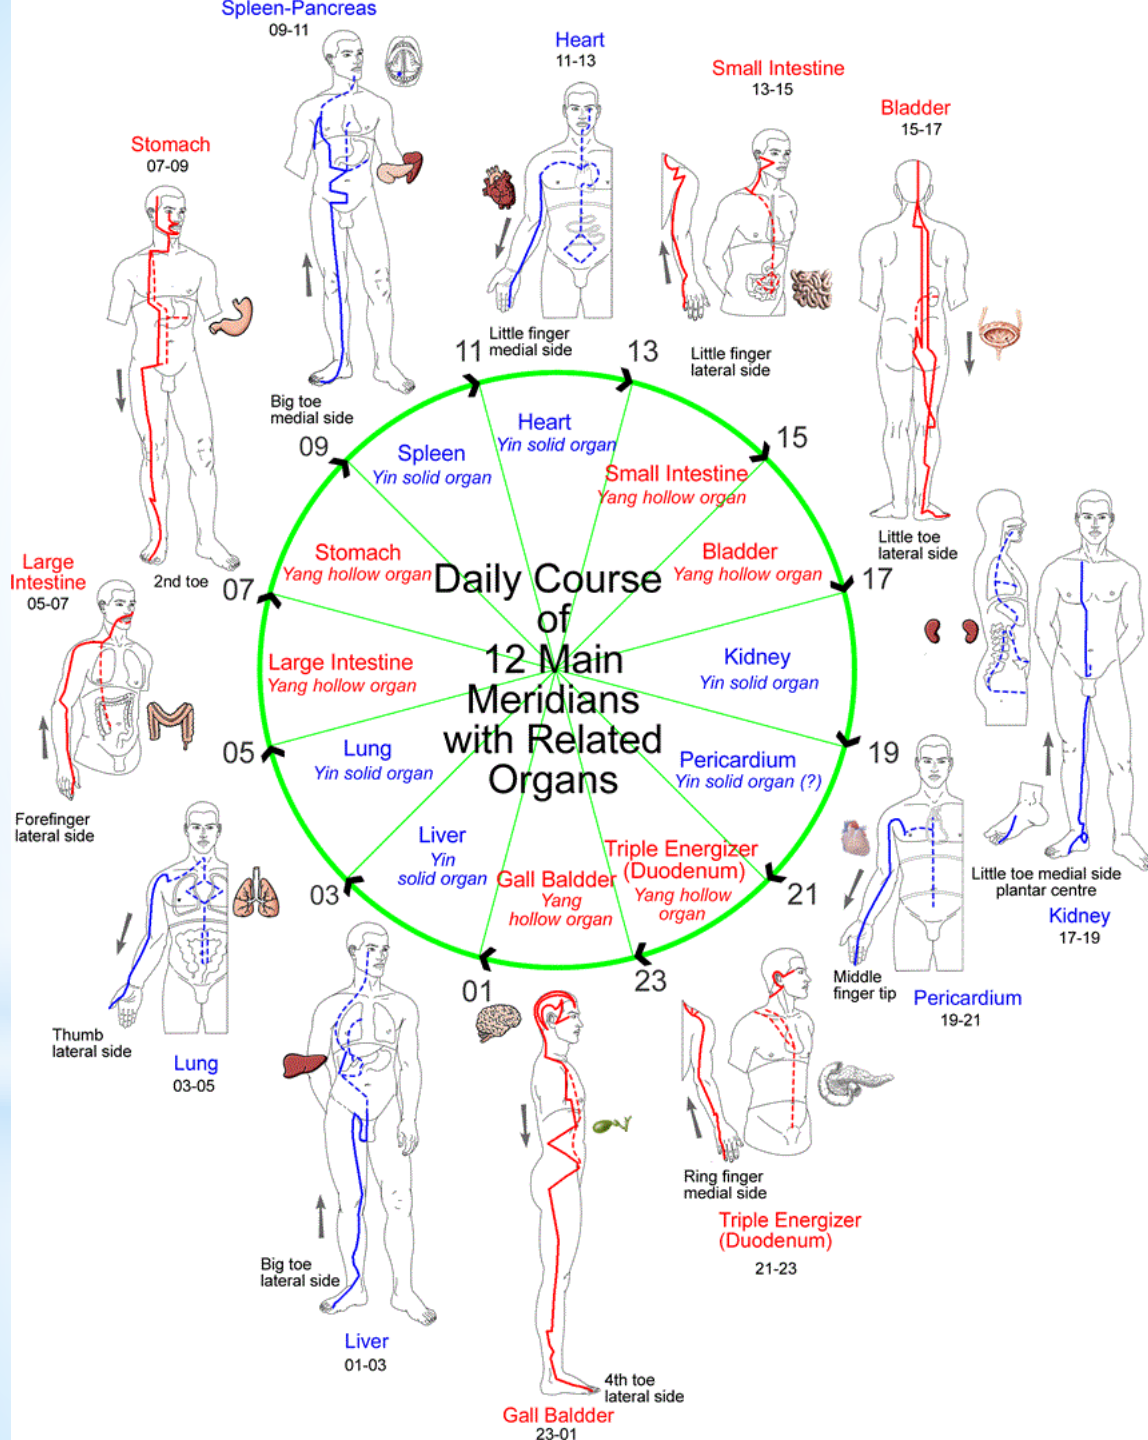 Spleen-Pancreas
09-11
Heart
11-13
Small Intestine
13-15
Bladder
15-17
Stomach
07-09
Little finger
medial side
Little finger
lateral side
Big toe
medial side
Little toe
lateral side
2nd toe
Large
Intestine
05-07
11
13
15
17
19
21
23
01
03
05
07
09
Heart
Yin solid organ
Small Intestine
Yang hollow organ
Bladder
Yang hollow organ
Kidney
Yin solid organ
Pericardium
Yin solid organ (?)
Triple Energizer
(Duodenum)
Yang hollow
organ
Gall Baldder
Yang
hollow organ
Liver
Yin
solid organ
Lung
Yin solid organ
Large Intestine
Yang hollow organ
Stomach
Yang hollow organ
Spleen
Yin solid organ
Daily Course
of
12 Main
Meridians
with Related
Organs
Forefinger
lateral side
Little toe medial side
plantar centre
Kidney
17-19
Middle
finger tip
Pericardium
19-21
Thumb
lateral side
Lung
03-05
Ring finger
medial side
Triple Energizer
(Duodenum)
21-23
Big toe
lateral side
Liver
01-03
4th toe
lateral side
Gall Baldder
23-01